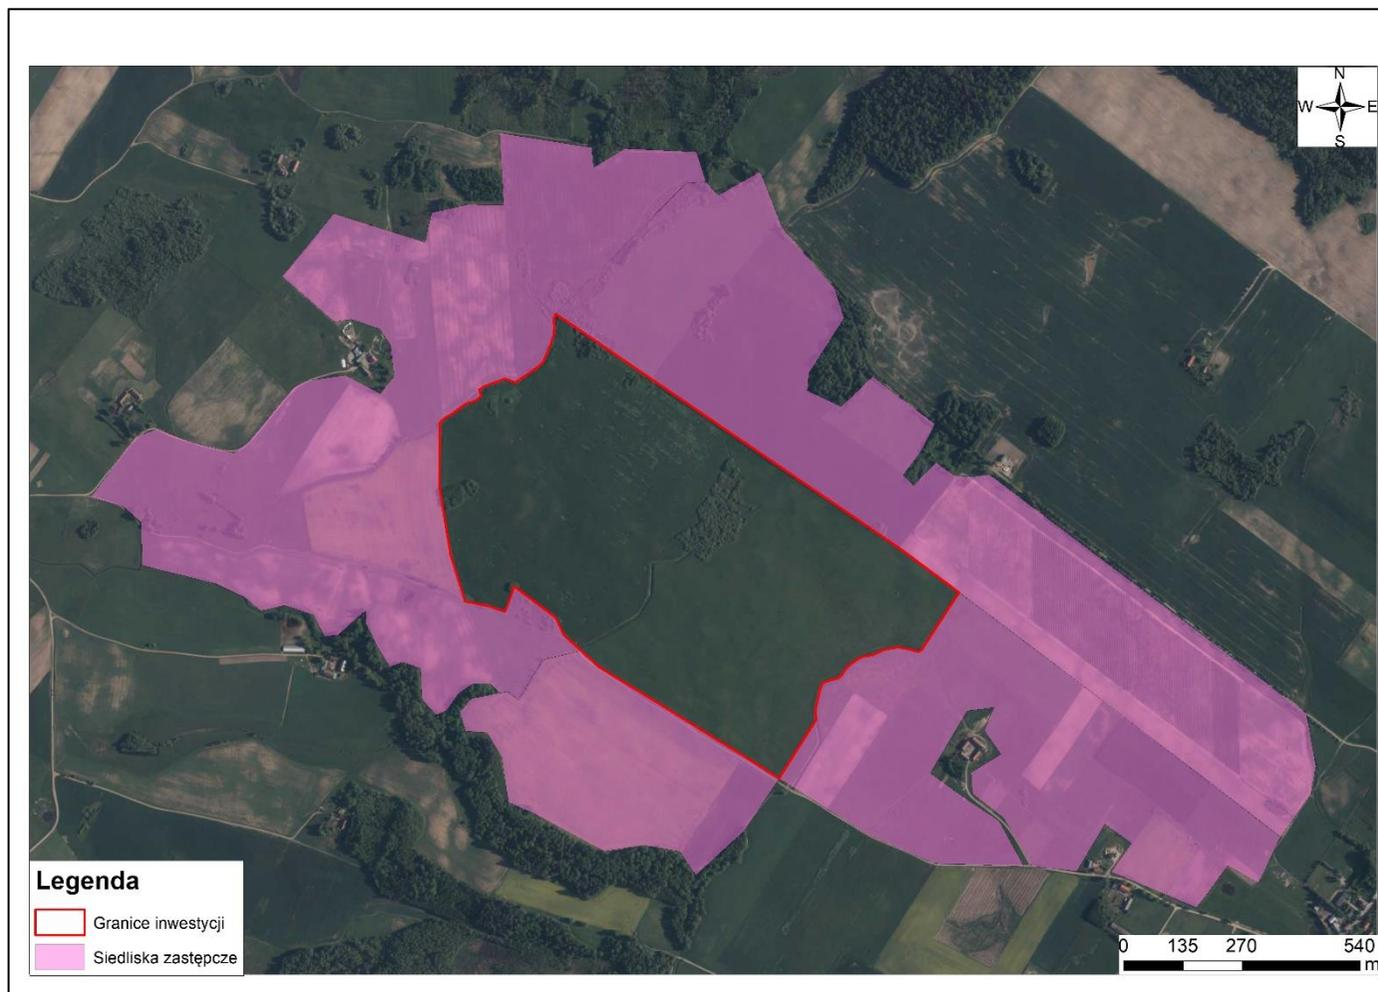 N
W E
S
Legenda
Granice inwestycji
Siedliska zastępcze
0 135 270 540
m